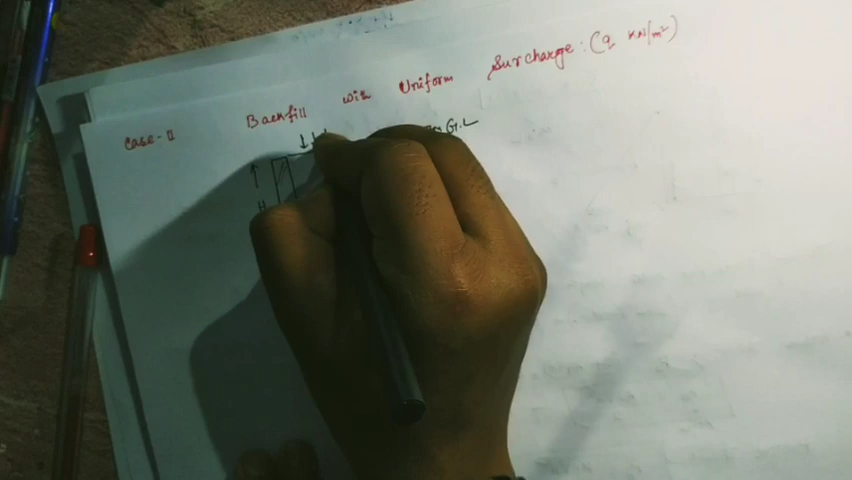 Case-II Backfill with Uniform Surcharge: (q kN/m²)
G.L
H